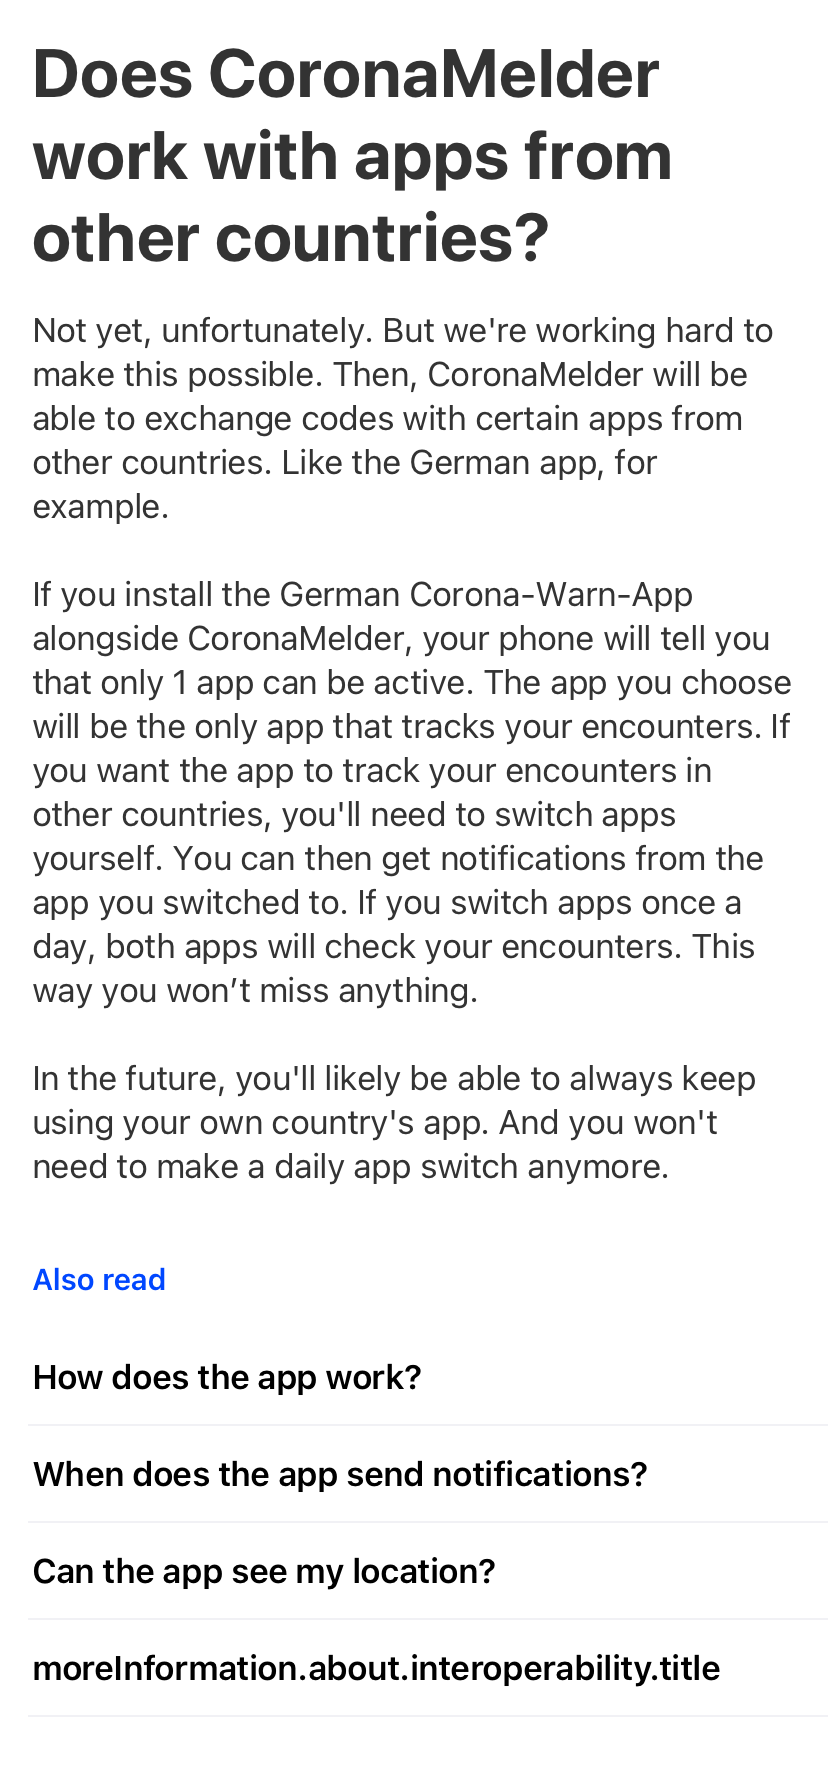 Does CoronaMelder
work with apps from
other countries?
Not yet, unfortunately. But we're working hard to
make this possible. Then, CoronaMelder will be
able to exchange codes with certain apps from
other countries. Like the German app, for
example.
If you install the German Corona-Warn-App
alongside CoronaMelder, your phone will tell you
that only 1 app can be active. The app you choose
will be the only app that tracks your encounters. If
you want the app to track your encounters in
other countries, you'll need to switch apps
yourself. You can then get notifications from the
app you switched to. If you switch apps once a
day, both apps will check your encounters. This
way you won’t miss anything.
In the future, you'll likely be able to always keep
using your own country's app. And you won't
need to make a daily app switch anymore.
Also read
How does the app work?
When does the app send notifications?
Can the app see my location?
moreInformation.about.interoperability.title